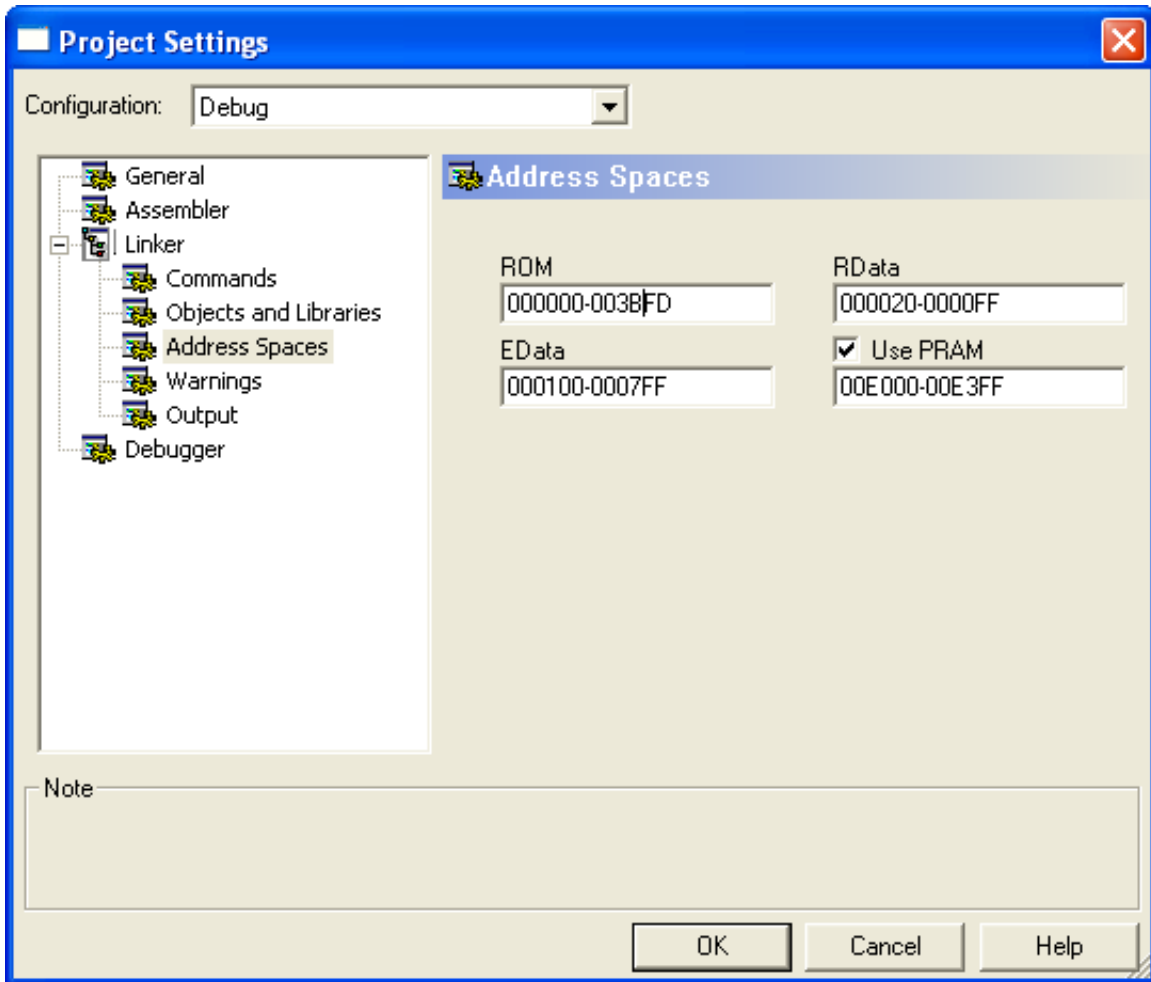 Project Settings
Configuration: Debug
General
Assembler
Linker
Commands
Objects and Libraries
Address Spaces
Warnings
Output
Debugger
Address Spaces
ROM
000000-003BFD
RData
000020-0000FF
EData
000100-0007FF
Use PRAM
00E000-00E3FF
Note
OK Cancel Help